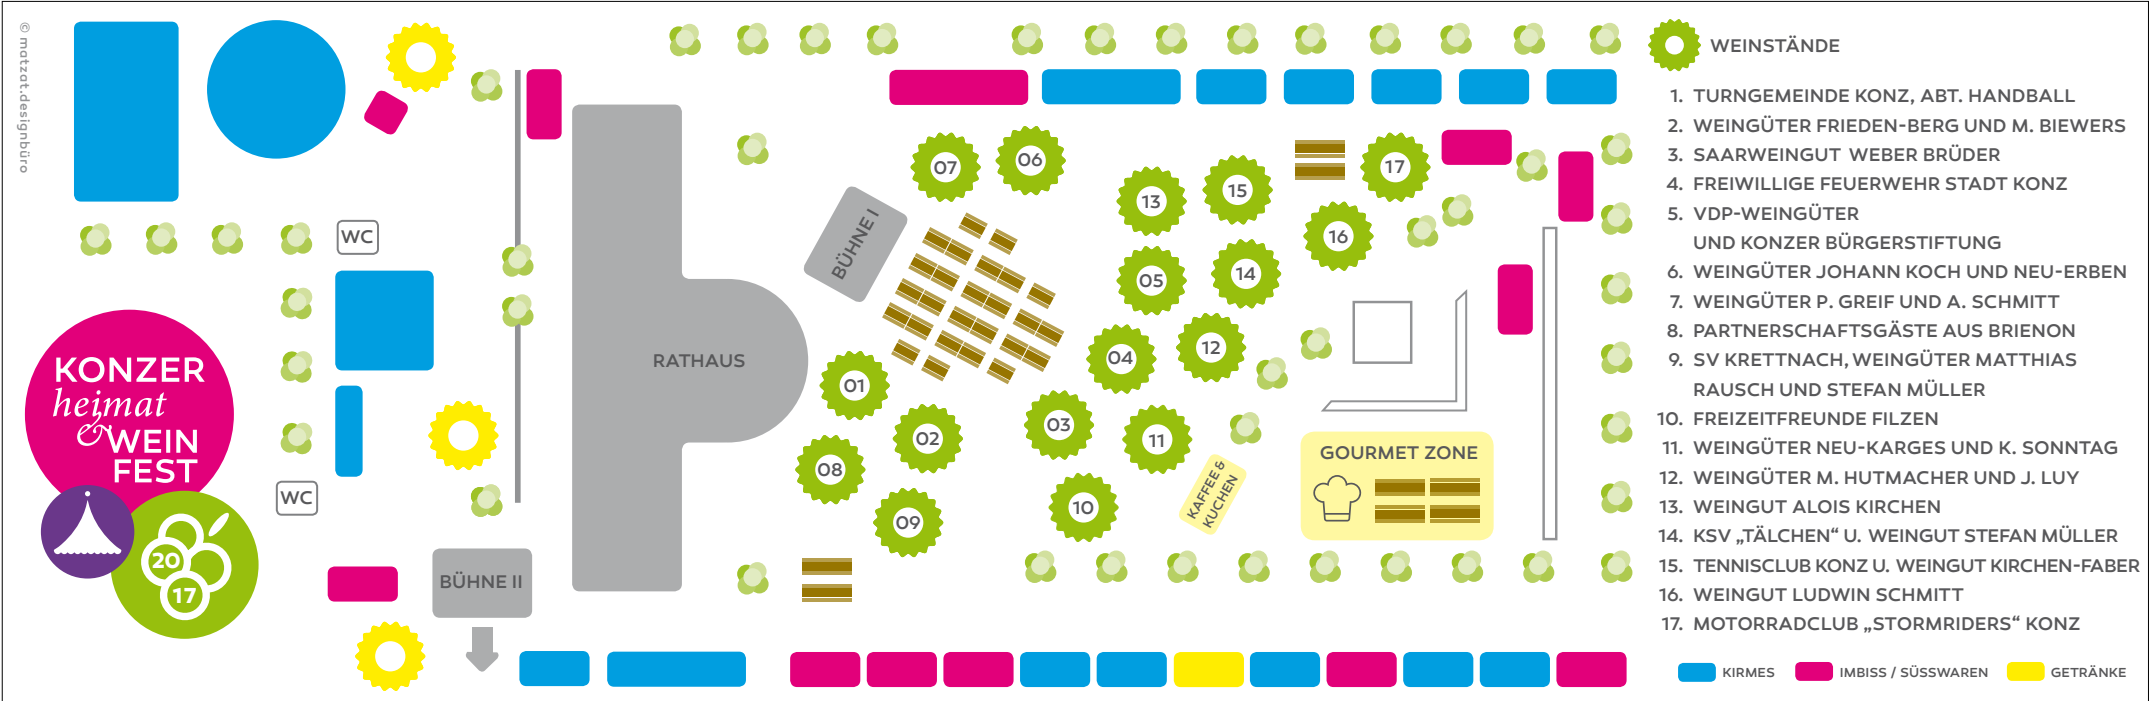 © matzat.designbüro
WC
KONZER
heimat
& WEIN
FEST
20
17
WC
BÜHNE II
RATHAUS
BÜHNE I
07
06
13
15
17
16
05
14
04
12
01
02
03
11
08
09
10
KAFFEE &
KUCHEN
GOURMET ZONE
WEINSTÄNDE
1. TURNGEMEINDE KONZ, ABT. HANDBALL
2. WEINGÜTER FRIEDEN-BERG UND M. BIEWERS
3. SAARWEINGUT WEBER BRÜDER
4. FREIWILLIGE FEUERWEHR STADT KONZ
5. VDP-WEINGÜTER
UND KONZER BÜRGERSTIFTUNG
6. WEINGÜTER JOHANN KOCH UND NEU-ERBEN
7. WEINGÜTER P. GREIF UND A. SCHMITT
8. PARTNERSCHAFTSGÄSTE AUS BRIENON
9. SV KRETTNACH, WEINGÜTER MATTHIAS
RAUSCH UND STEFAN MÜLLER
10. FREIZEITFREUNDE FILZEN
11. WEINGÜTER NEU-KARGES UND K. SONNTAG
12. WEINGÜTER M. HUTMACHER UND J. LUY
13. WEINGUT ALOIS KIRCHEN
14. KSV „TÄLCHEN“ U. WEINGUT STEFAN MÜLLER
15. TENNISCLUB KONZ U. WEINGUT KIRCHEN-FABER
16. WEINGUT LUDWIN SCHMITT
17. MOTORRADCLUB „STORMRIDERS“ KONZ
KIRMES
IMBISS / SÜSSWAREN
GETRÄNKE